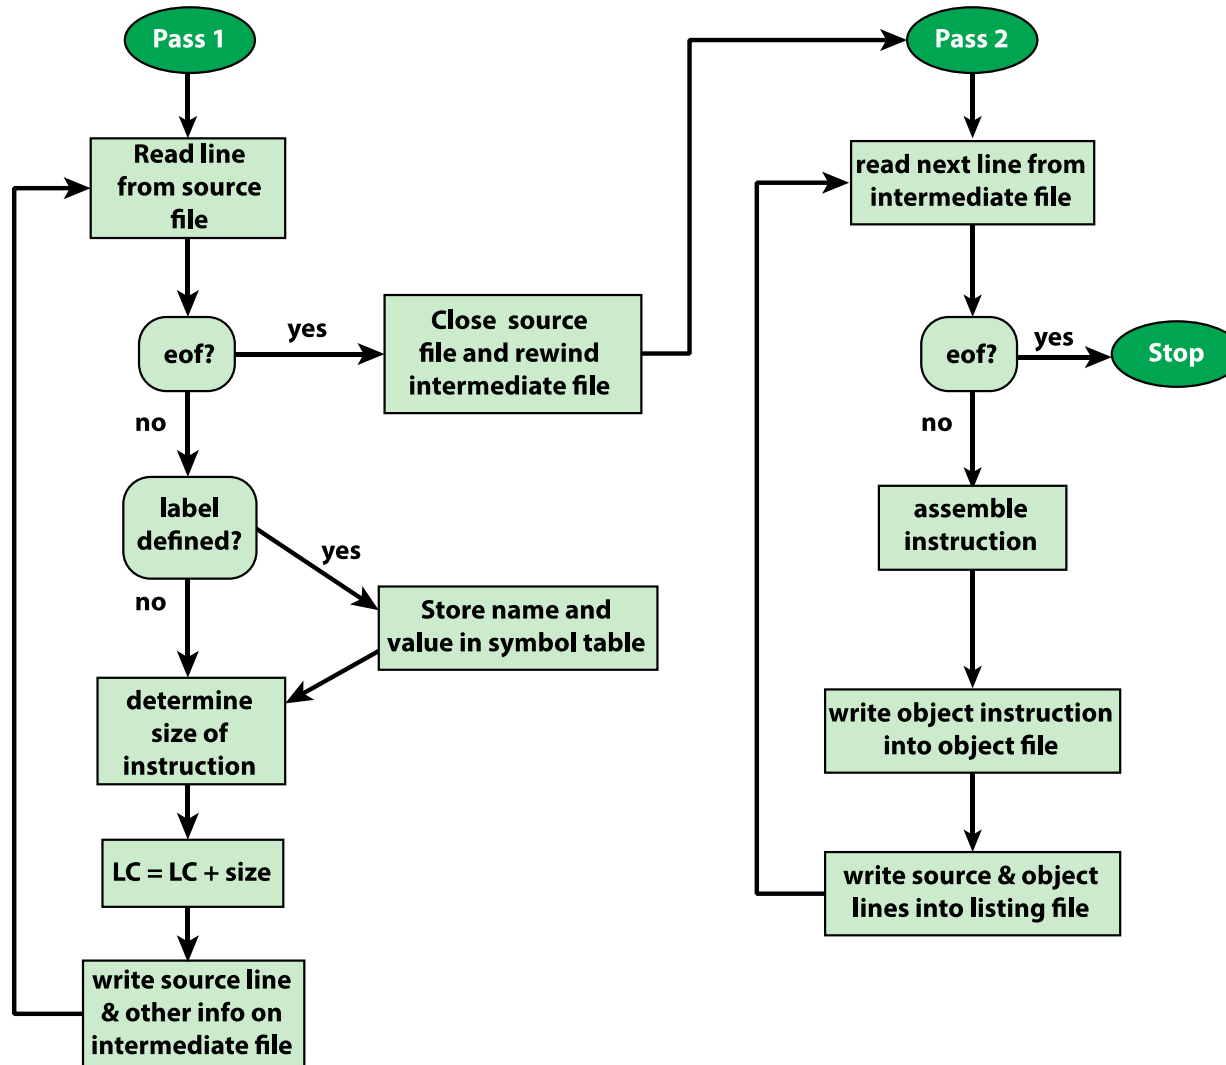 Pass 1
Read line
from source
file
eof?
yes
Close source
file and rewind
intermediate file
no
label
defined?
yes
Store name and
value in symbol table
no
determine
size of
instruction
LC = LC + size
write source line
& other info on
intermediate file
Pass 2
read next line from
intermediate file
eof?
yes
Stop
no
assemble
instruction
write object instruction
into object file
write source & object
lines into listing file